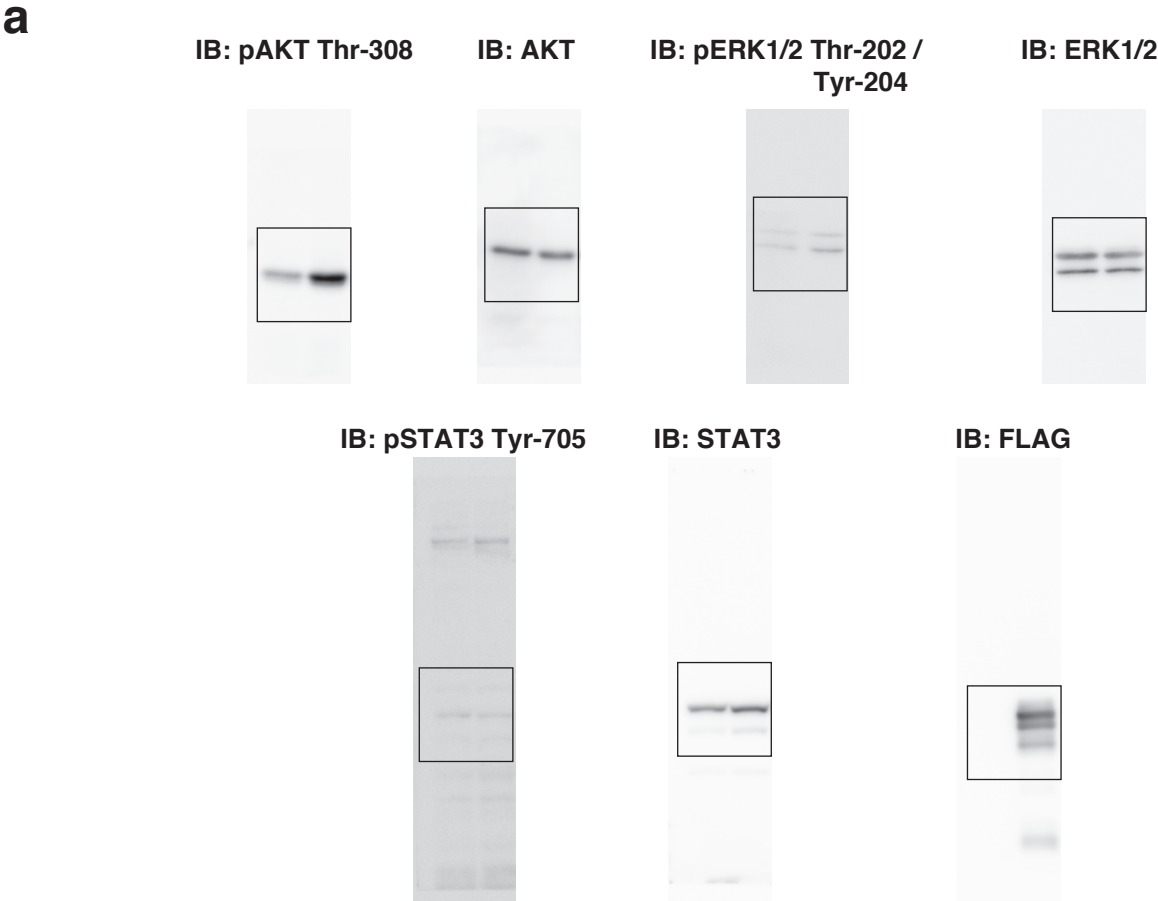 a
IB: pAKT Thr-308
IB: AKT
IB: pERK1/2 Thr-202 /
Tyr-204
IB: ERK1/2
IB: pSTAT3 Tyr-705
IB: STAT3
IB: FLAG